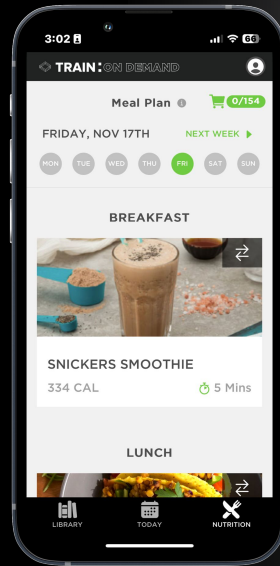 3:02 66
TRAIN: ON DEMAND
Meal Plan 0/154
FRIDAY, NOV 17TH NEXT WEEK
MON TUE WED THU FRI SAT SUN
BREAKFAST
SNICKERS SMOOTHIE
334 CAL 5 Mins
LUNCH
LIBRARY TODAY NUTRITION